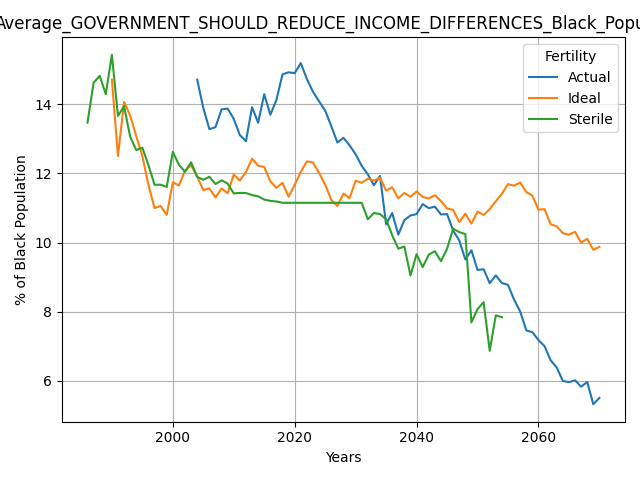 Average_GOVERNMENT_SHOULD_REDUCE_INCOME_DIFFERENCES_Black_Popu
Fertility
Actual
Ideal
Sterile
% of Black Population
14
12
10
8
6
2000 2020 2040 2060
Years